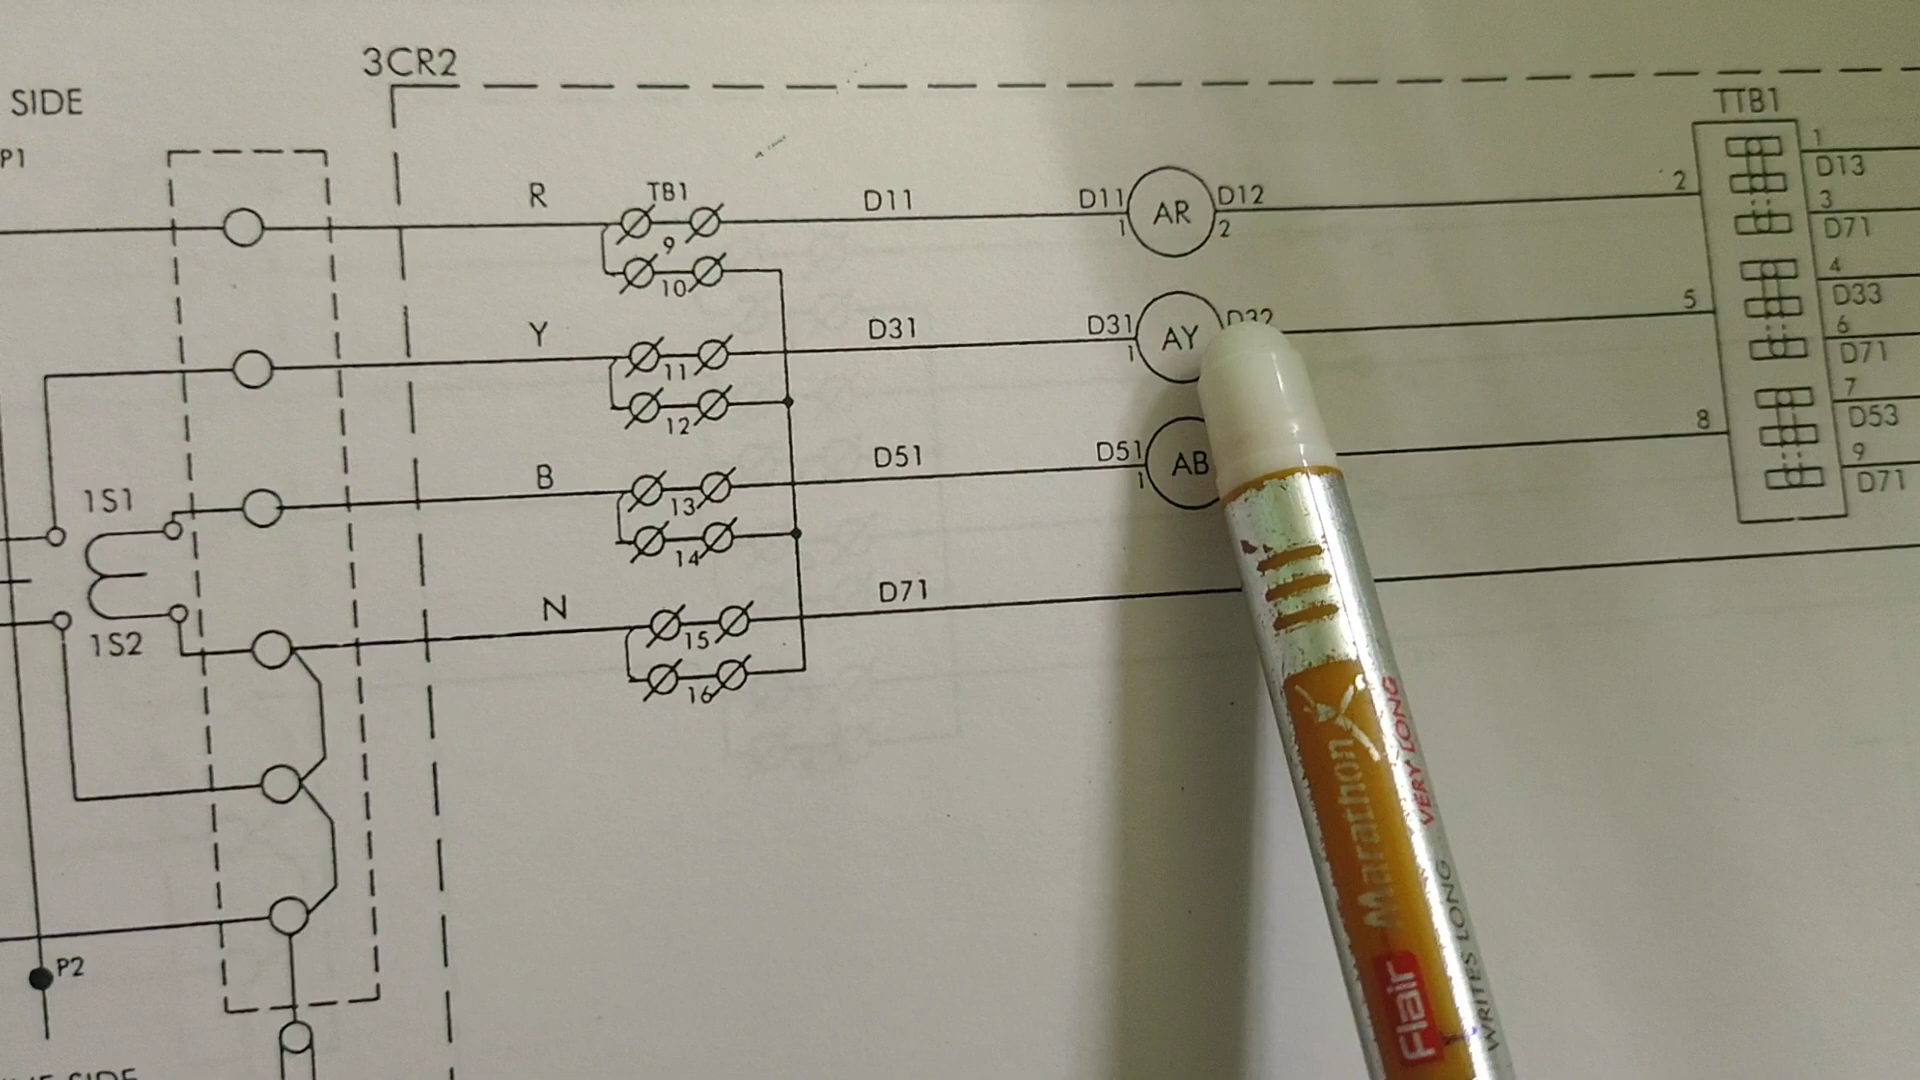 3CR2
SIDE
TTB1
P1
1
D13
R
TB1
D11
D11
AR
D12
2
3
1
2
D71
9
10
4
D33
Y
D31
D31
AY
D32
5
6
1
D71
11
12
7
D53
B
D51
D51
AB
8
9
1
D71
1S1
13
14
N
D71
1S2
15
16
P2
SIDE
Flair Marathon
VERY LONG
WRITES LONG